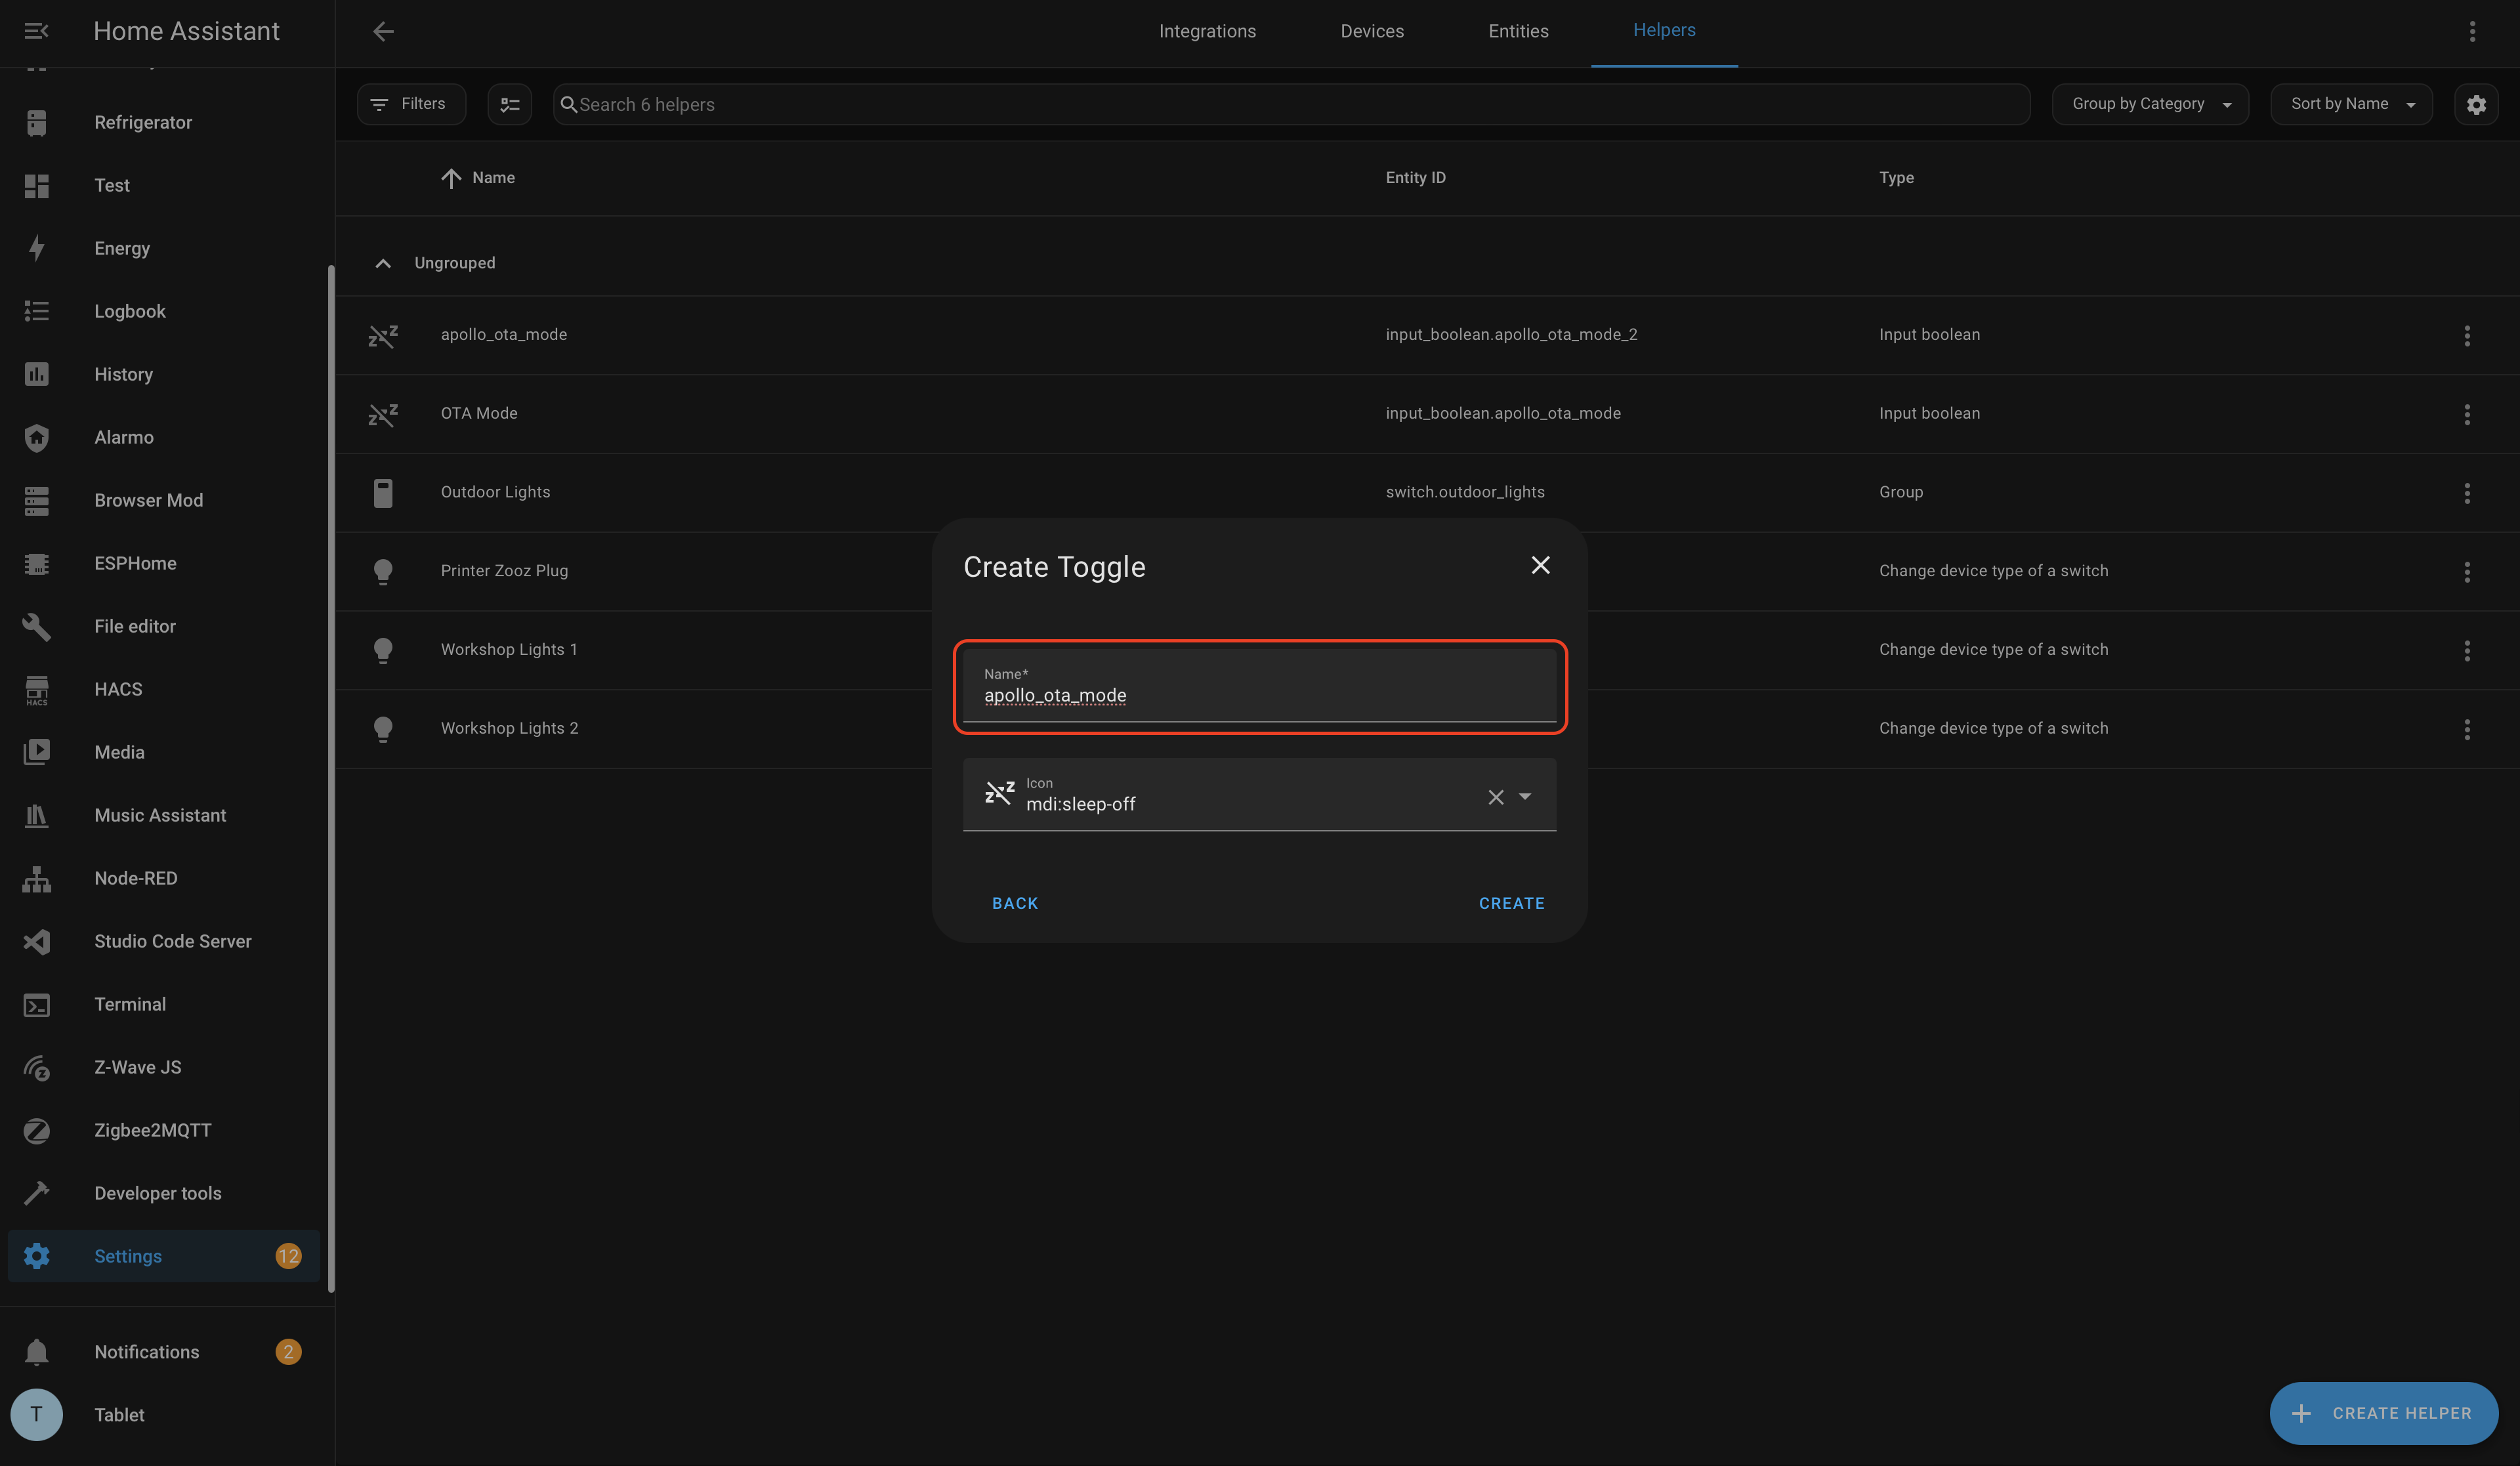 Home Assistant
Integrations
Devices
Entities
Helpers
Refrigerator
Test
Energy
Logbook
History
Alarmo
Browser Mod
ESPHome
File editor
HACS
HACS
Media
Music Assistant
Node-RED
Studio Code Server
Terminal
Z-Wave JS
Zigbee2MQTT
Developer tools
Settings 12
Notifications 2
T Tablet
Filters
Search 6 helpers
Group by Category
Sort by Name
Name Entity ID Type
Ungrouped
apollo_ota_mode input_boolean.apollo_ota_mode_2 Input boolean
OTA Mode input_boolean.apollo_ota_mode Input boolean
Outdoor Lights switch.outdoor_lights Group
Printer Zooz Plug Change device type of a switch
Workshop Lights 1 Change device type of a switch
Workshop Lights 2 Change device type of a switch
Create Toggle
Name*
apollo_ota_mode
Icon
mdi:sleep-off
BACK CREATE
CREATE HELPER